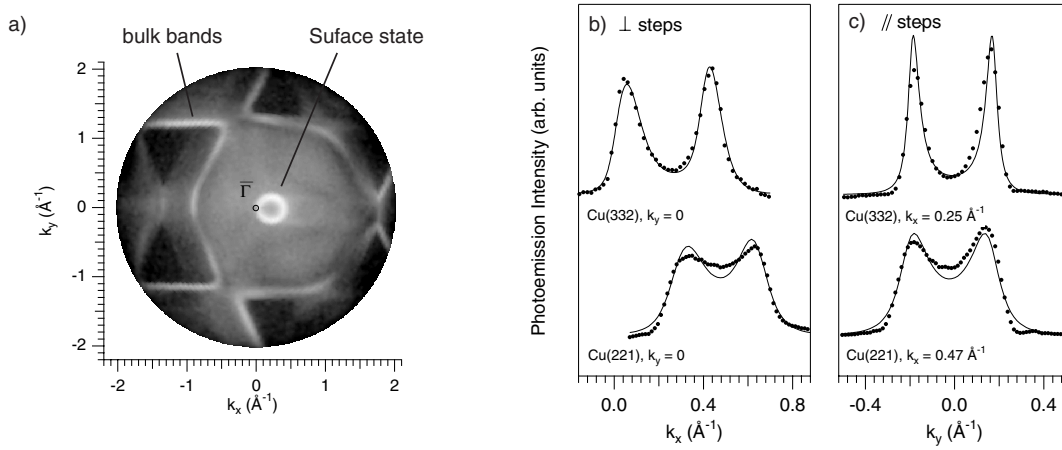 a)
bulk bands
Suface state
2
1
0
-1
-2
k_y (Å⁻¹)
Γ̅
-2
-1
0
1
2
k_x (Å⁻¹)
Photoemission Intensity (arb. units)
b) ⊥ steps
Cu(332), k_y = 0
Cu(221), k_y = 0
0.0
0.4
0.8
k_x (Å⁻¹)
c) // steps
Cu(332), k_x = 0.25 Å⁻¹
Cu(221), k_x = 0.47 Å⁻¹
-0.4
0.0
0.4
k_y (Å⁻¹)